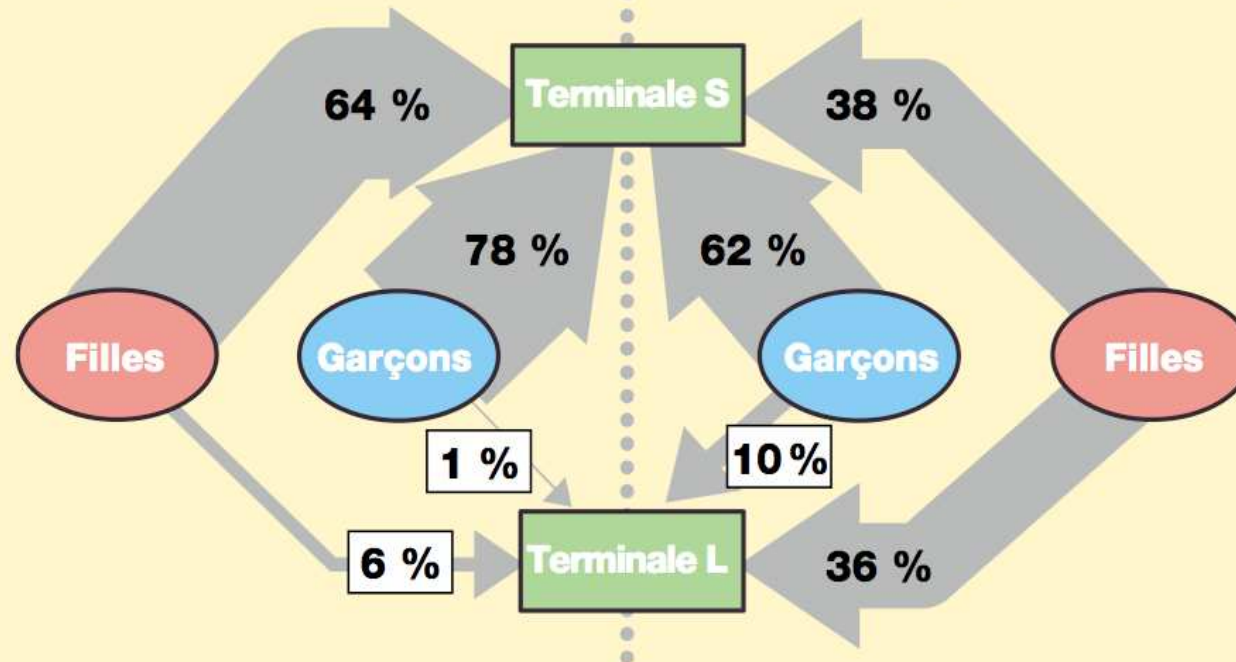 Terminale S
64 %
38 %
78 %
62 %
Filles
Garçons
Garçons
Filles
1 %
10 %
6 %
Terminale L
36 %